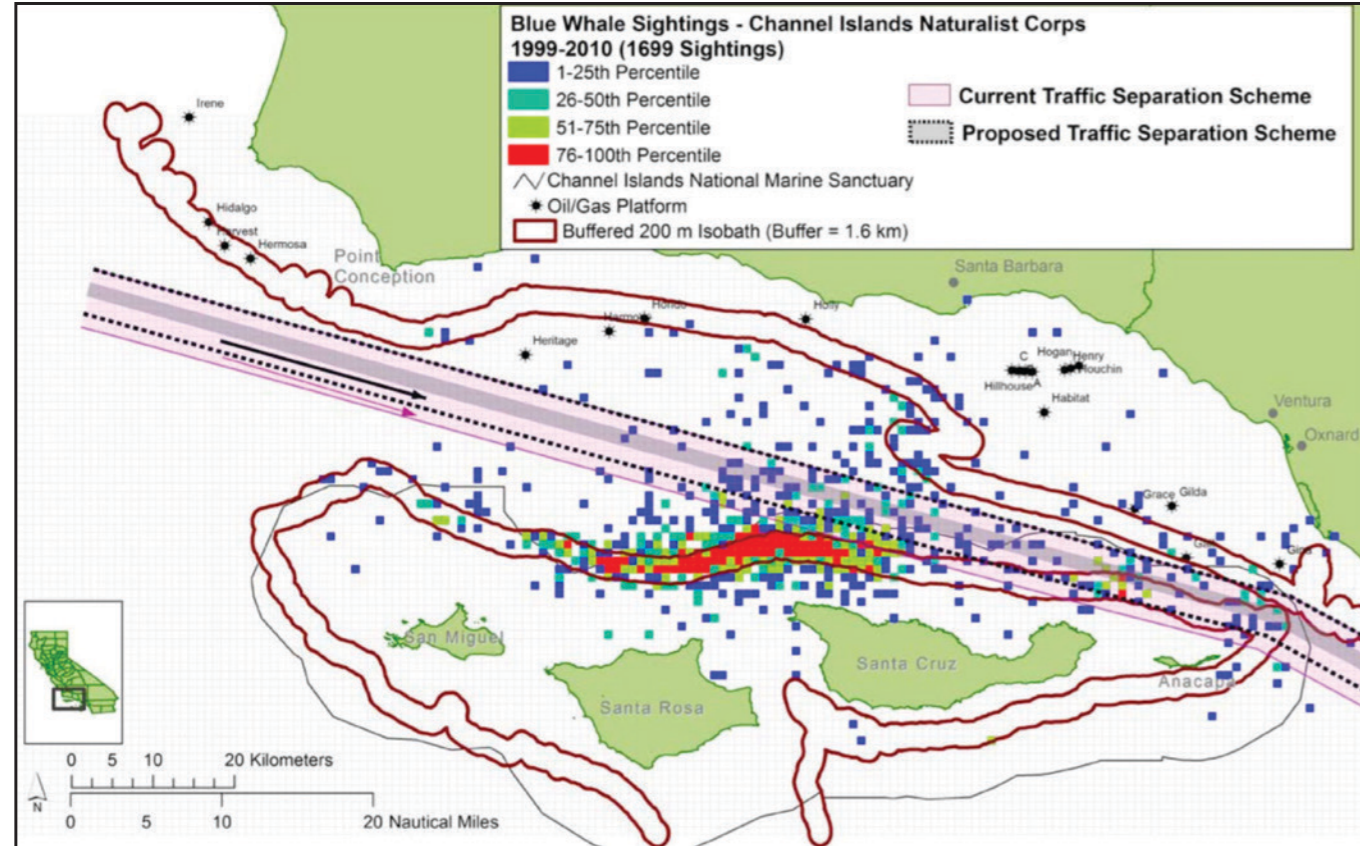 Blue Whale Sightings - Channel Islands Naturalist Corps
1999-2010 (1699 Sightings)
1-25th Percentile
26-50th Percentile
51-75th Percentile
76-100th Percentile
Channel Islands National Marine Sanctuary
Oil/Gas Platform
Buffered 200 m Isobath (Buffer = 1.6 km)
Current Traffic Separation Scheme
Proposed Traffic Separation Scheme
Irene
Hidalgo
Harvest
Hermosa
Point
Conception
Santa Barbara
Hondo
Holly
Heritage
C
Hogan
Henry
Houchin
Hillhouse
A
Habitat
Ventura
Oxnard
Grace
Gilda
San Miguel
Santa Cruz
Anacapa
Santa Rosa
0 5 10 20 Kilometers
N
0 5 10 20 Nautical Miles